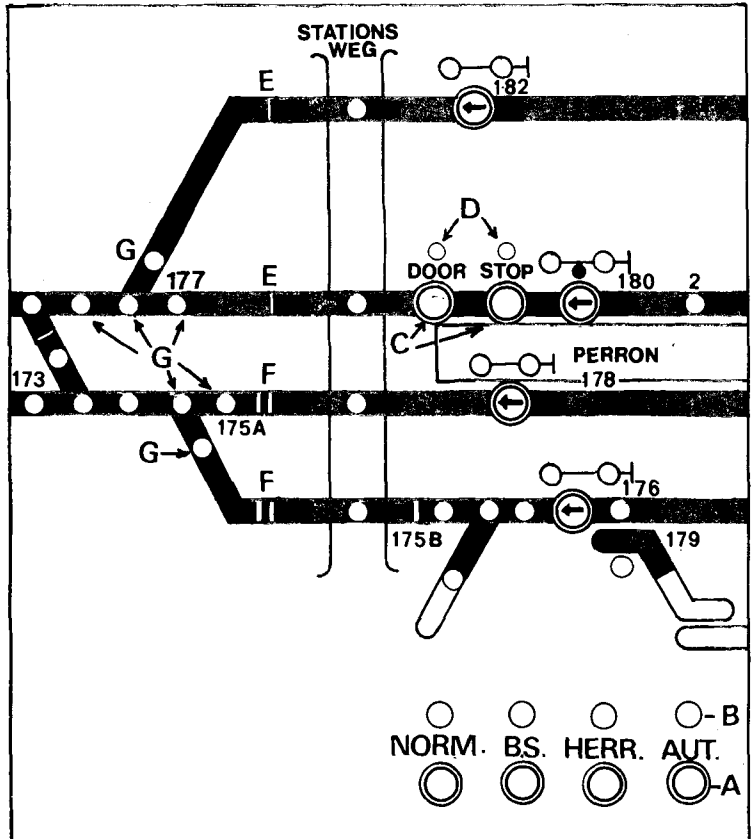 STATIONS
WEG
E
182
D
G
177
E
DOOR
STOP
180
2
C
PERRON
178
173
G
175A
F
G
F
176
175B
179
B
NORM.
B.S.
HERR.
AUT.
A